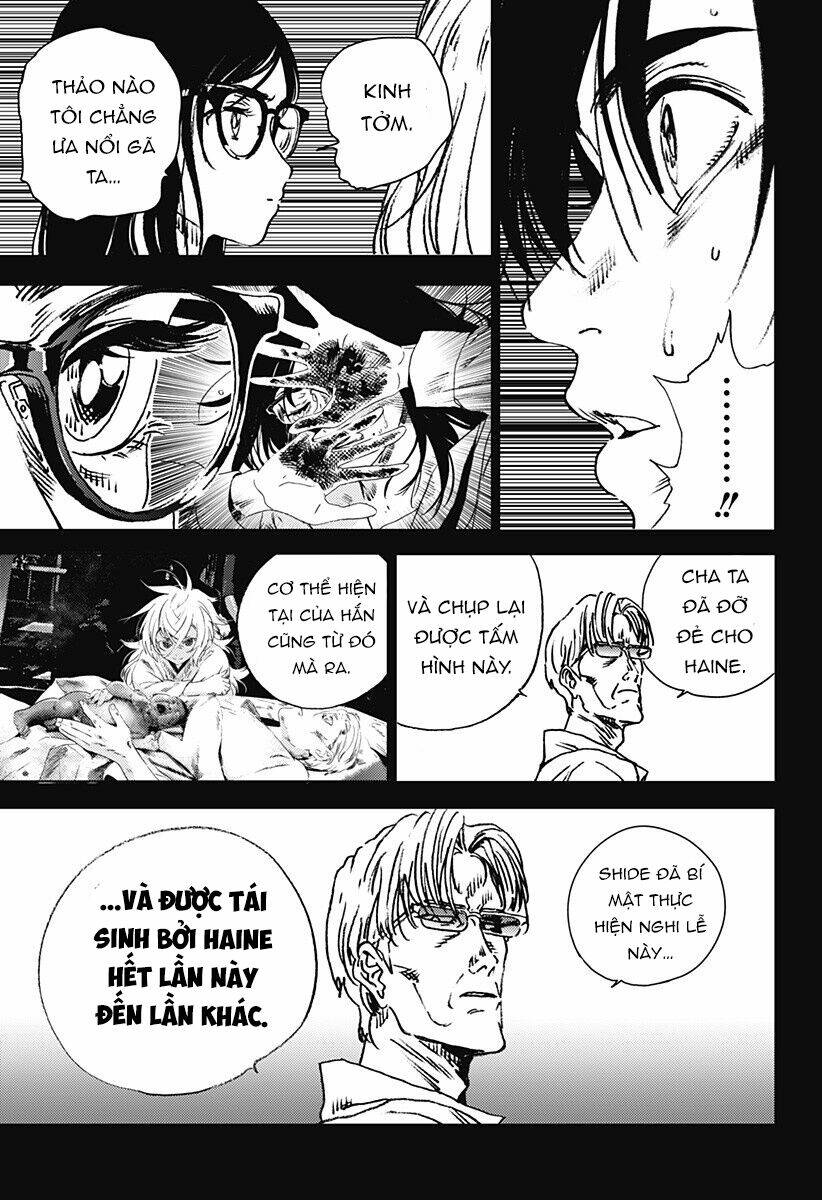 ........!!
KINH
TỞM.
THẢO NÀO
TÔI CHẲNG
ƯA NỔI GÃ
TA...
CHA TA
ĐÃ ĐỠ
ĐẺ CHO
HAINE.
VÀ CHỤP LẠI
ĐƯỢC TẤM
HÌNH NÀY.
CƠ THỂ HIỆN
TẠI CỦA HẮN
CŨNG TỪ ĐÓ
MÀ RA.
SHIDE ĐÃ BÍ
MẬT THỰC
HIỆN NGHI LỄ
NÀY...
...VÀ ĐƯỢC TÁI
SINH BỞI HAINE
HẾT LẦN NÀY
ĐẾN LẦN KHÁC.